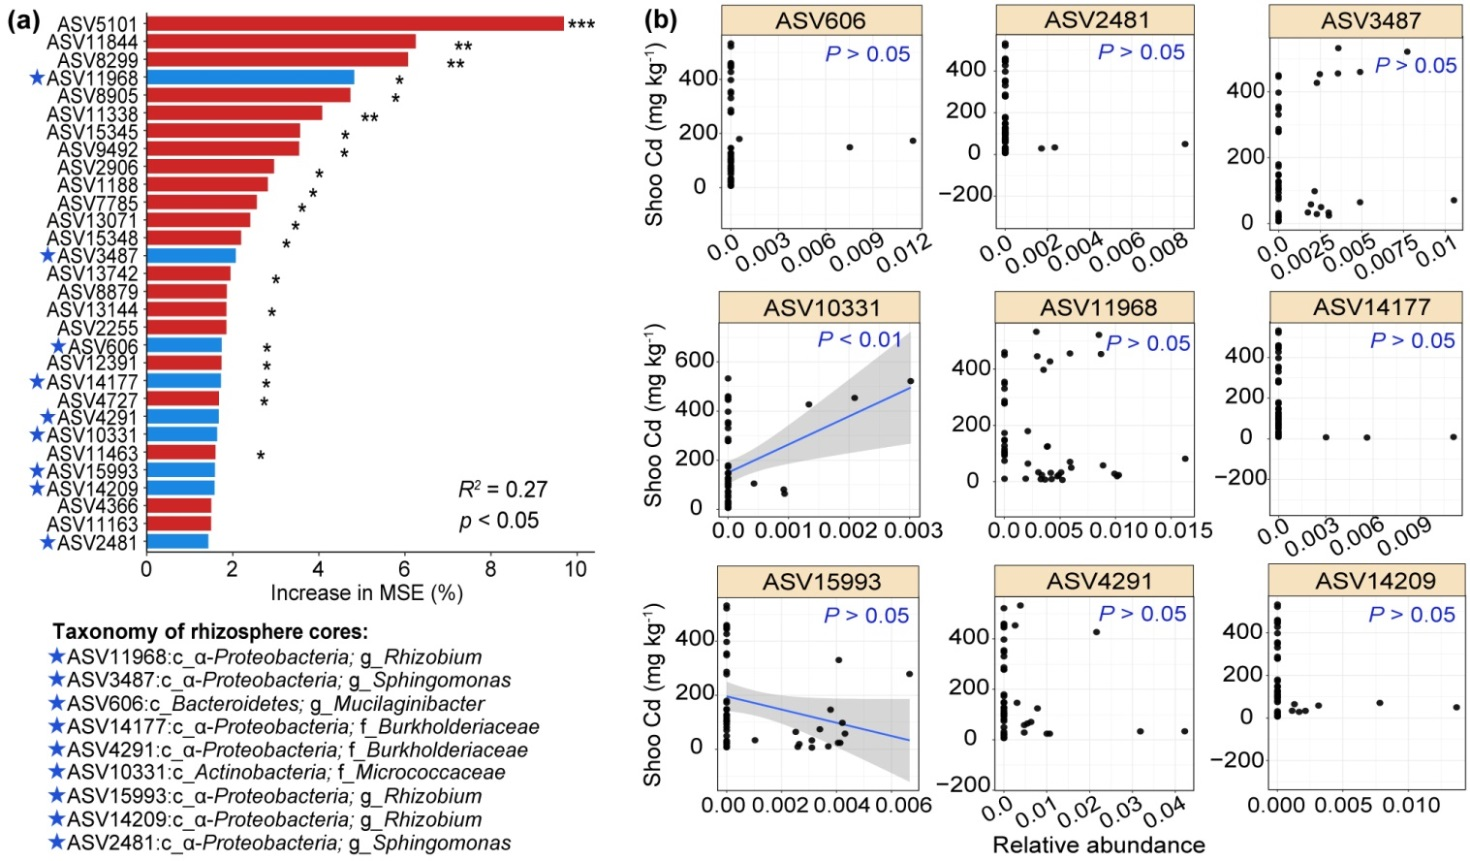 (a)
ASV5101 ***
ASV11844 **
ASV8299 **
★ASV11968 *
ASV8905 *
ASV11338 **
ASV15345 *
ASV9492 *
ASV2906 *
ASV1188 *
ASV7785 *
ASV13071 *
ASV15348 *
★ASV3487
ASV13742 *
ASV8879
ASV13144 *
ASV2255
★ASV606 *
ASV12391 *
★ASV14177 *
ASV4727 *
★ASV4291
★ASV10331
ASV11463 *
★ASV15993
★ASV14209
ASV4366
ASV11163
★ASV2481
R² = 0.27
p < 0.05
0 2 4 6 8 10
Increase in MSE (%)
Taxonomy of rhizosphere cores:
★ASV11968:c_α-Proteobacteria; g_Rhizobium
★ASV3487:c_α-Proteobacteria; g_Sphingomonas
★ASV606:c_Bacteroidetes; g_Mucilaginibacter
★ASV14177:c_α-Proteobacteria; f_Burkholderiaceae
★ASV4291:c_α-Proteobacteria; f_Burkholderiaceae
★ASV10331:c_Actinobacteria; f_Micrococcaceae
★ASV15993:c_α-Proteobacteria; g_Rhizobium
★ASV14209:c_α-Proteobacteria; g_Rhizobium
★ASV2481:c_α-Proteobacteria; g_Sphingomonas
(b)
Shoo Cd (mg kg⁻¹)
ASV606
P > 0.05
400
200
0
0.0 0.003 0.006 0.009 0.012
ASV2481
P > 0.05
400
200
0
−200
0.0 0.002 0.004 0.006 0.008
ASV3487
P > 0.05
400
200
0
0.0 0.0025 0.005 0.0075 0.01
Shoo Cd (mg kg⁻¹)
ASV10331
P < 0.01
600
400
200
0
0.0 0.001 0.002 0.003
ASV11968
P > 0.05
400
200
0
0.0 0.005 0.010 0.015
ASV14177
P > 0.05
400
200
0
−200
0.0 0.003 0.006 0.009
Shoo Cd (mg kg⁻¹)
ASV15993
P > 0.05
400
200
0
0.000 0.002 0.004 0.006
ASV4291
P > 0.05
400
200
0
−200
0.0 0.01 0.02 0.03 0.04
ASV14209
P > 0.05
400
200
0
−200
0.000 0.005 0.010
Relative abundance